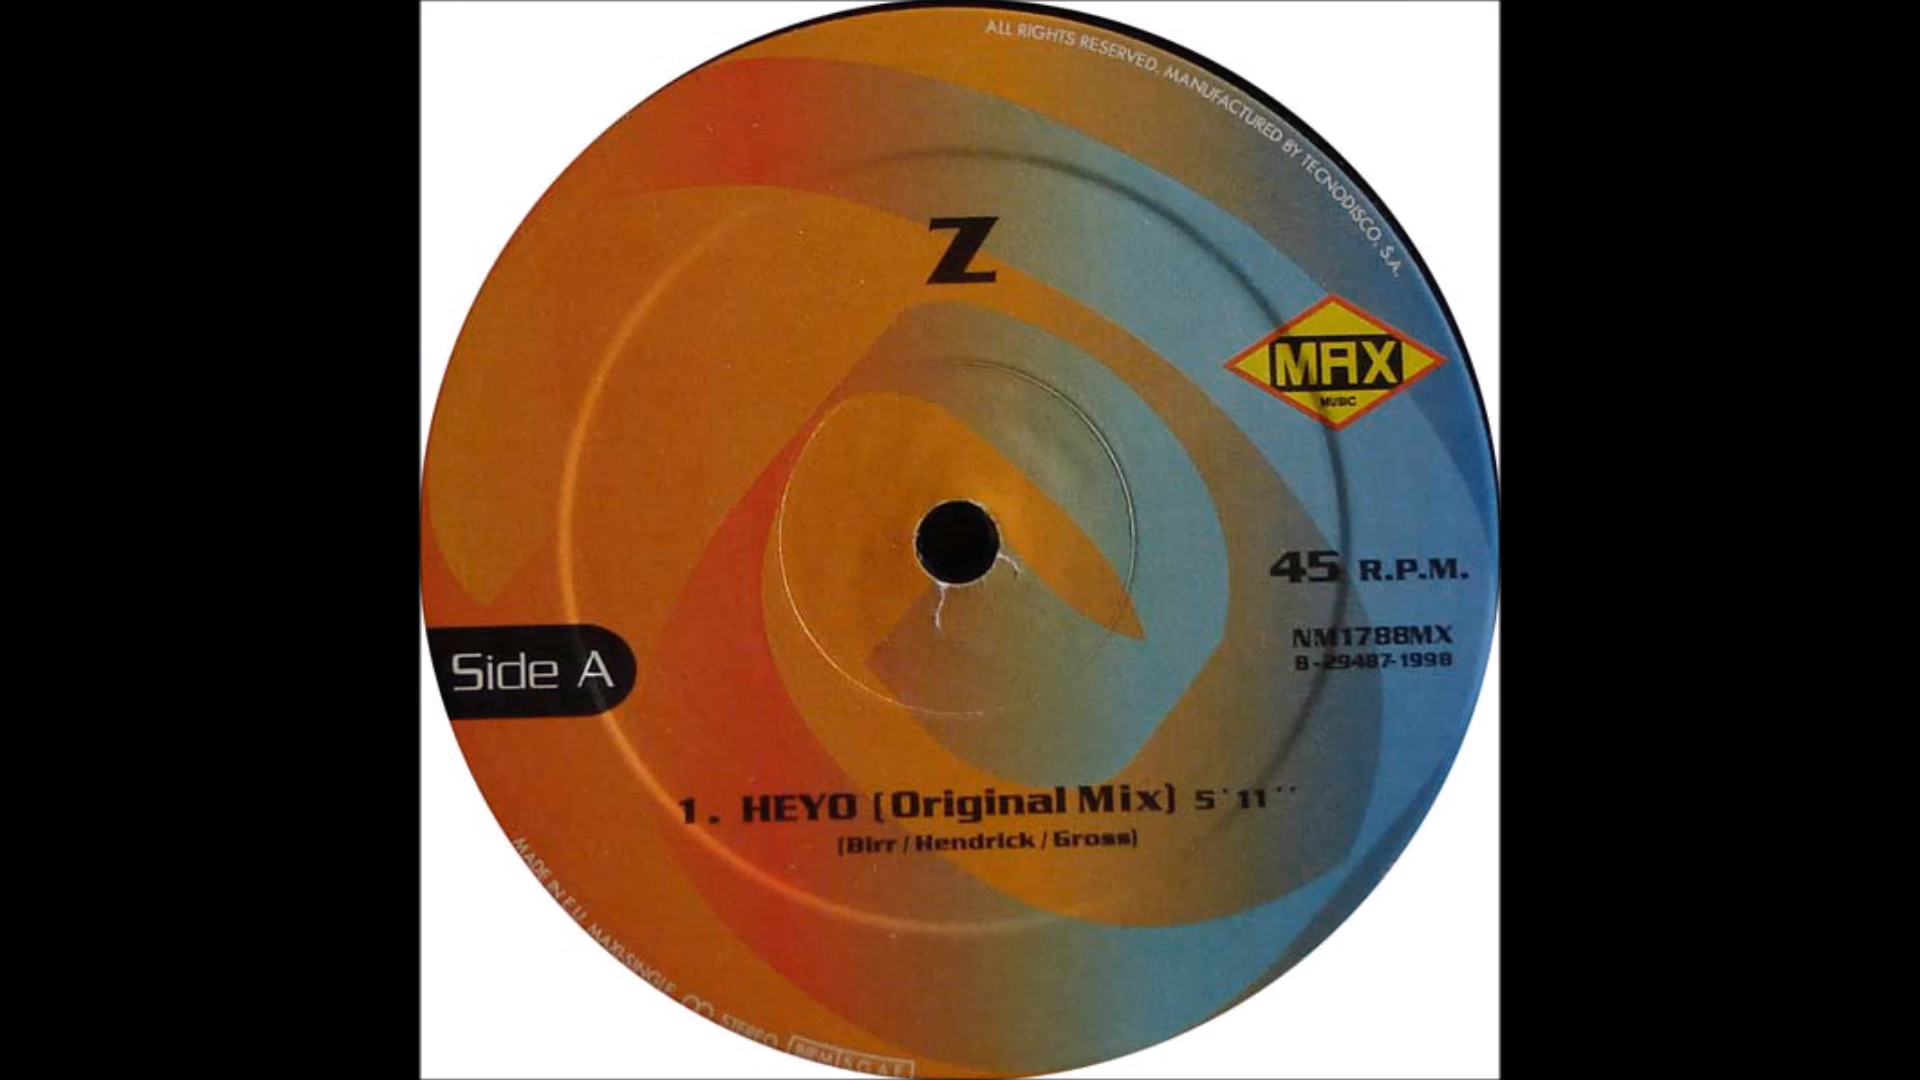 ALL RIGHTS RESERVED. MANUFACTURED BY TECNODISCO, S.A.
Z
MAX
MUSIC
45 R.P.M.
NM1788MX
B-29487-1998
Side A
1. HEYO (Original Mix) 5'11''
(Birr / Hendrick / Gross)
MADE IN E.U. MAXI-SINGLE STEREO
S.G.A.E.